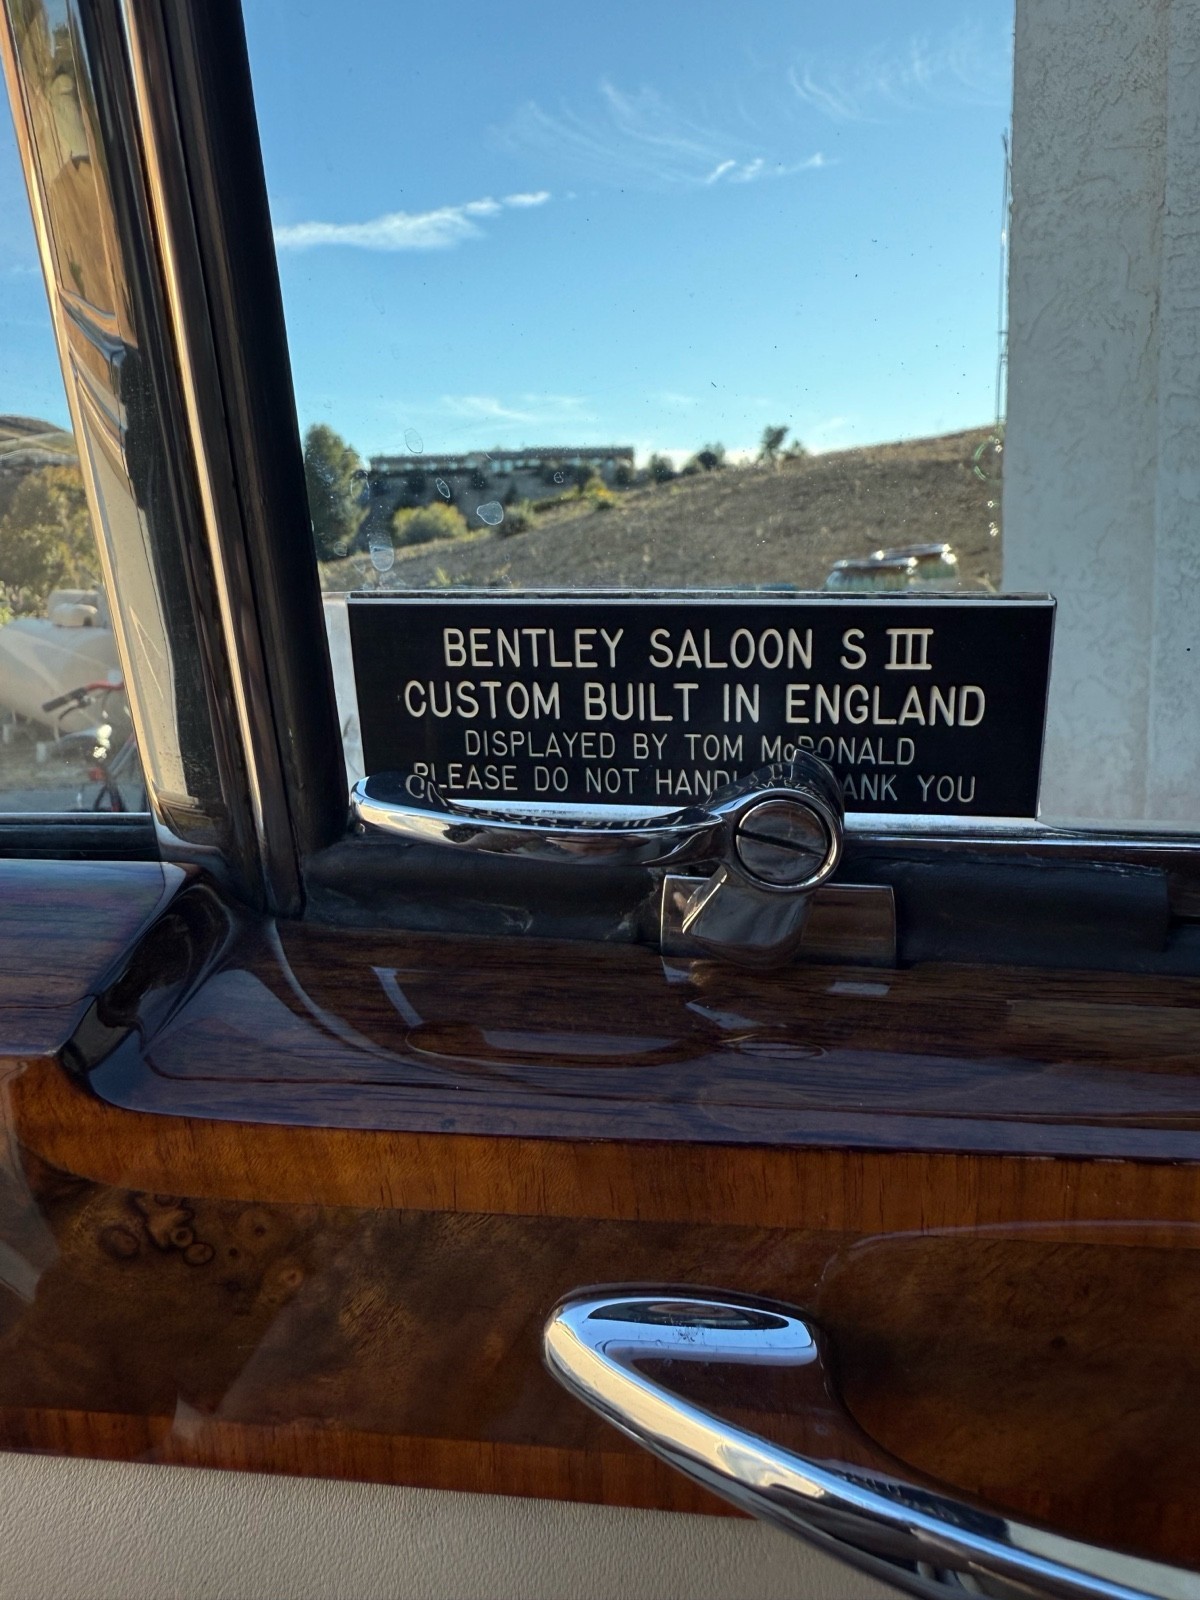 BENTLEY SALOON S III
CUSTOM BUILT IN ENGLAND
DISPLAYED BY TOM McDONALD
PLEASE DO NOT YOU